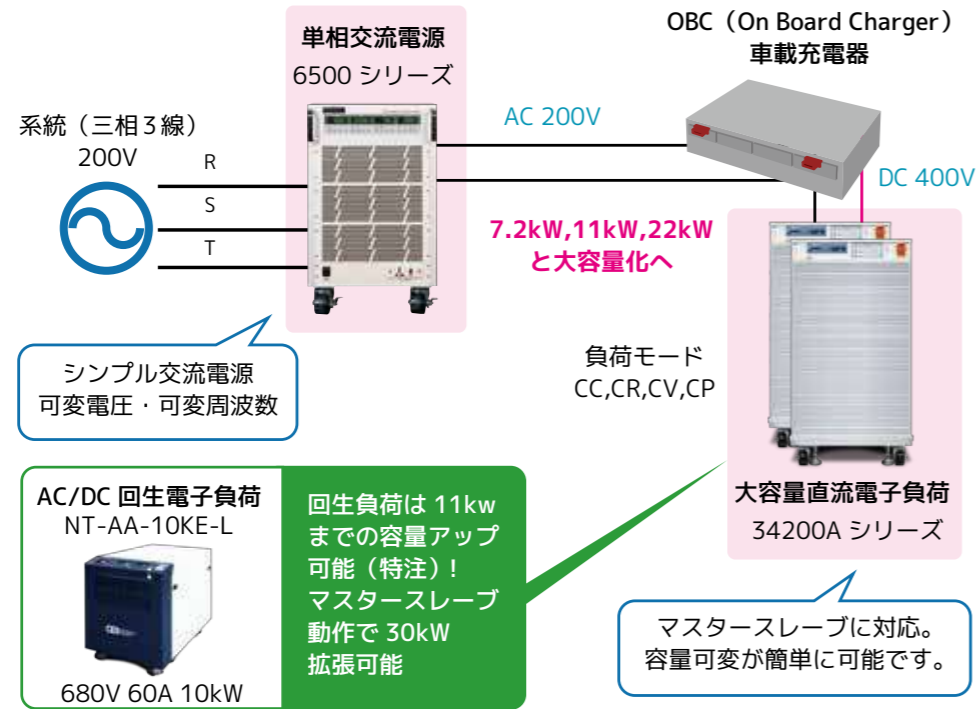 単相交流電源
6500 シリーズ
OBC（On Board Charger）
車載充電器
系統（三相３線）
200V
R
S
T
AC 200V
DC 400V
7.2kW,11kW,22kW
と大容量化へ
シンプル交流電源
可変電圧・可変周波数
負荷モード
CC,CR,CV,CP
大容量直流電子負荷
34200A シリーズ
AC/DC 回生電子負荷
NT-AA-10KE-L
680V 60A 10kW
回生負荷は 11kw
までの容量アップ
可能（特注）！
マスタースレーブ
動作で 30kW
拡張可能
マスタースレーブに対応。
容量可変が簡単に可能です。